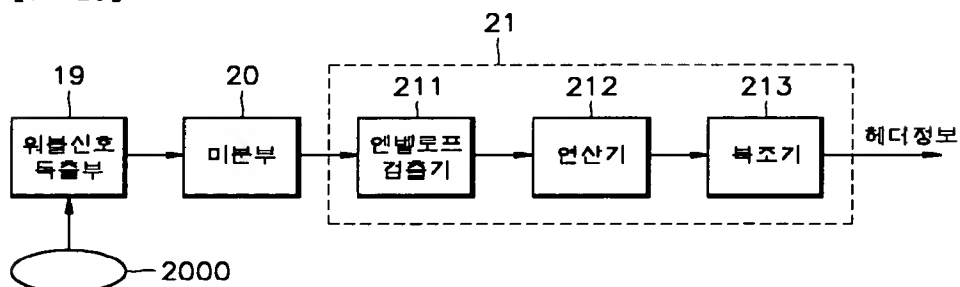 21
19
20
211
212
213
워블신호
독출부
미분부
엔벨로프
검출기
연산기
복조기
헤더정보
2000